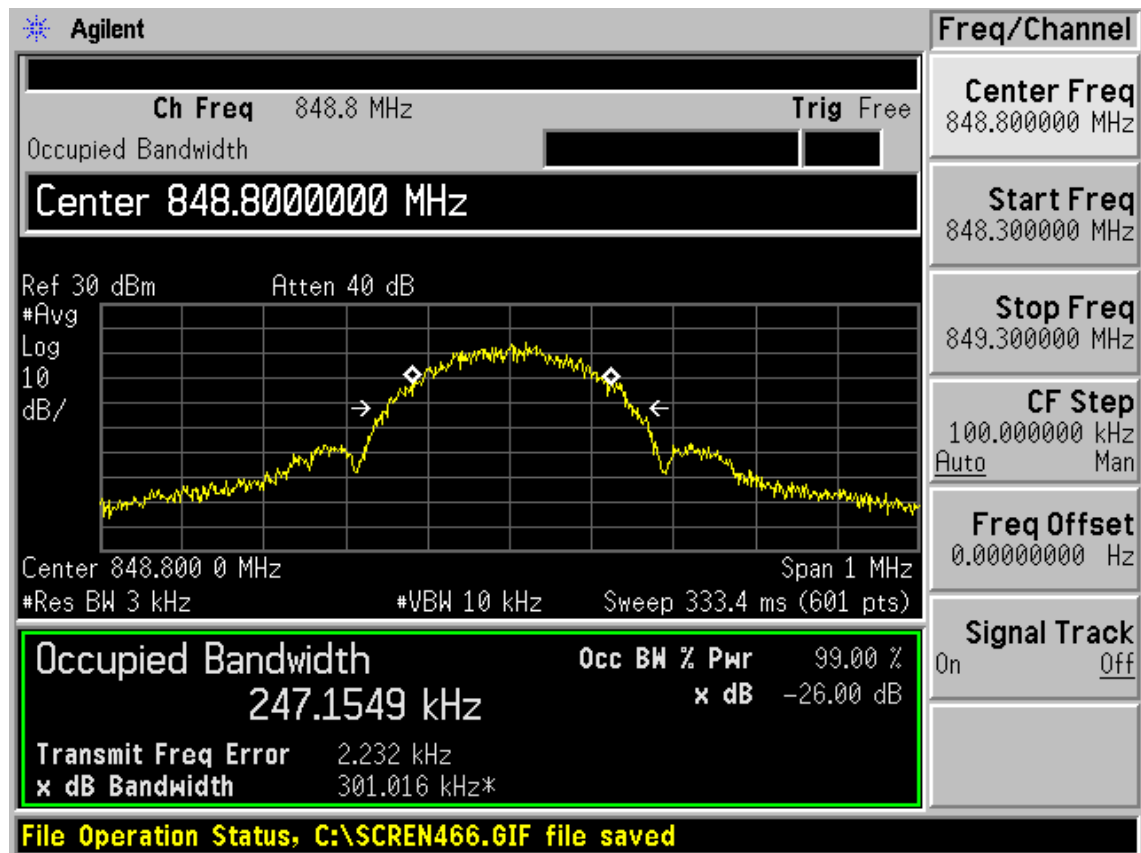 Agilent
Ch Freq 848.8 MHz Trig Free
Occupied Bandwidth
Center 848.8000000 MHz
Ref 30 dBm Atten 40 dB
#Avg
Log
10
dB/
Center 848.800 0 MHz Span 1 MHz
#Res BW 3 kHz #VBW 10 kHz Sweep 333.4 ms (601 pts)
Occupied Bandwidth Occ BW % Pwr 99.00 %
247.1549 kHz x dB -26.00 dB
Transmit Freq Error 2.232 kHz
x dB Bandwidth 301.016 kHz*
File Operation Status, C:\SCREN466.GIF file saved
Freq/Channel
Center Freq
848.800000 MHz
Start Freq
848.300000 MHz
Stop Freq
849.300000 MHz
CF Step
100.000000 kHz
Auto Man
Freq Offset
0.00000000 Hz
Signal Track
On Off